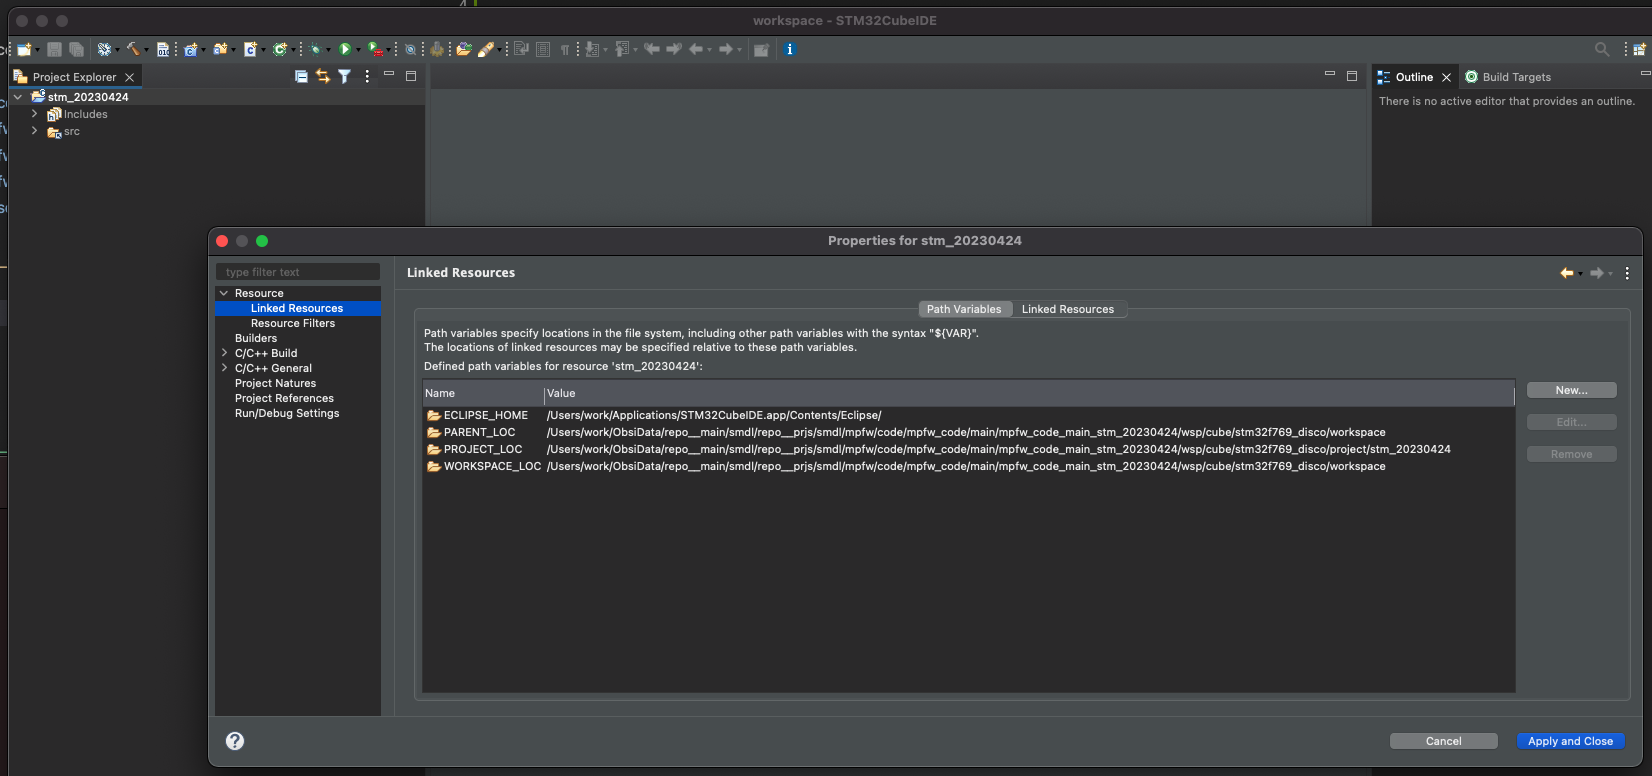 workspace - STM32CubeIDE
Project Explorer
Outline
Build Targets
stm_20230424
There is no active editor that provides an outline.
Includes
src
Properties for stm_20230424
type filter text
Linked Resources
Resource
Linked Resources
Resource Filters
Builders
C/C++ Build
C/C++ General
Project Natures
Project References
Run/Debug Settings
Path Variables
Linked Resources
Path variables specify locations in the file system, including other path variables with the syntax "${VAR}".
The locations of linked resources may be specified relative to these path variables.
Defined path variables for resource 'stm_20230424':
Name Value
ECLIPSE_HOME /Users/work/Applications/STM32CubeIDE.app/Contents/Eclipse/
PARENT_LOC /Users/work/ObsiData/repo__main/smdl/repo__prjs/smdl/mpfw/code/mpfw_code/main/mpfw_code_main_stm_20230424/wsp/cube/stm32f769_disco/workspace
PROJECT_LOC /Users/work/ObsiData/repo__main/smdl/repo__prjs/smdl/mpfw/code/mpfw_code/main/mpfw_code_main_stm_20230424/wsp/cube/stm32f769_disco/project/stm_20230424
WORKSPACE_LOC /Users/work/ObsiData/repo__main/smdl/repo__prjs/smdl/mpfw/code/mpfw_code/main/mpfw_code_main_stm_20230424/wsp/cube/stm32f769_disco/workspace
New...
Edit...
Remove
Cancel
Apply and Close